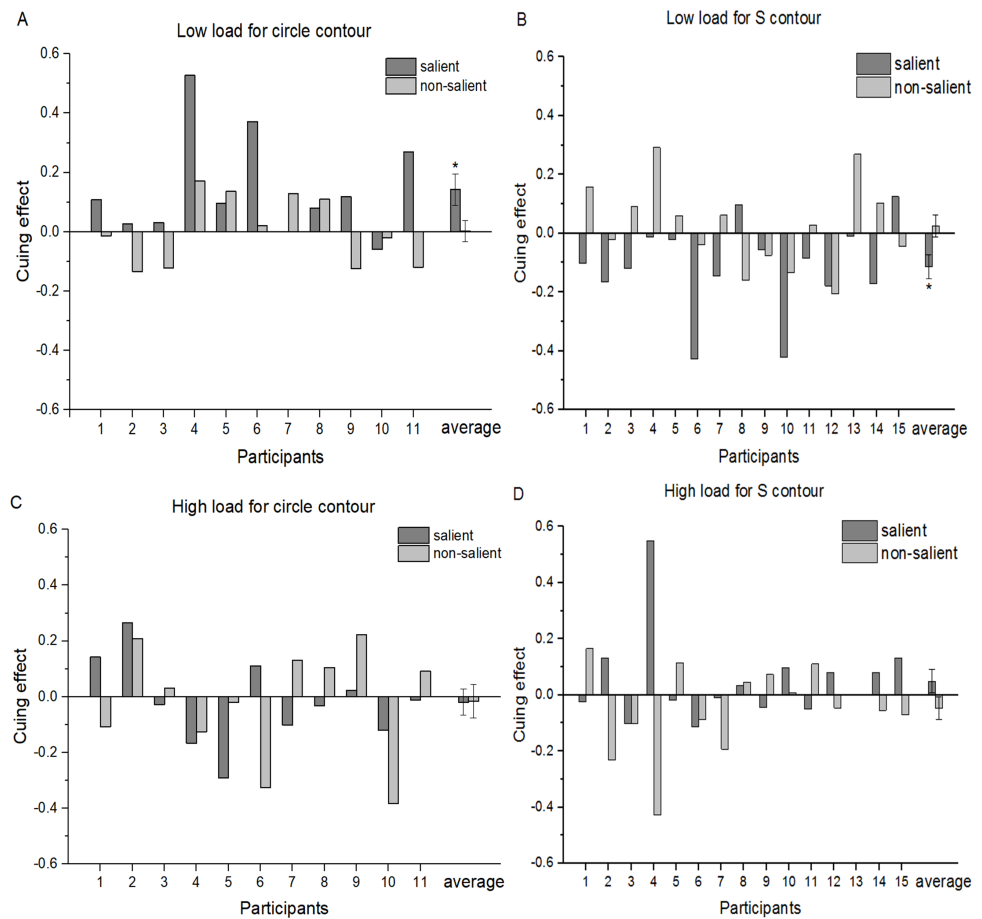 A
Low load for circle contour
salient
non-salient
0.6
0.4
0.2
0.0
-0.2
-0.4
-0.6
Cuing effect
*
1 2 3 4 5 6 7 8 9 10 11 average
Participants
B
Low load for S contour
salient
non-salient
0.6
0.4
0.2
0.0
-0.2
-0.4
-0.6
Cuing effect
*
1 2 3 4 5 6 7 8 9 10 11 12 13 14 15 average
Participants
C
High load for circle contour
salient
non-salient
0.6
0.4
0.2
0.0
-0.2
-0.4
-0.6
Cuing effect
1 2 3 4 5 6 7 8 9 10 11 average
Participants
D
High load for S contour
salient
non-salient
0.6
0.4
0.2
0.0
-0.2
-0.4
-0.6
Cuing effect
1 2 3 4 5 6 7 8 9 10 11 12 13 14 15 average
Participants